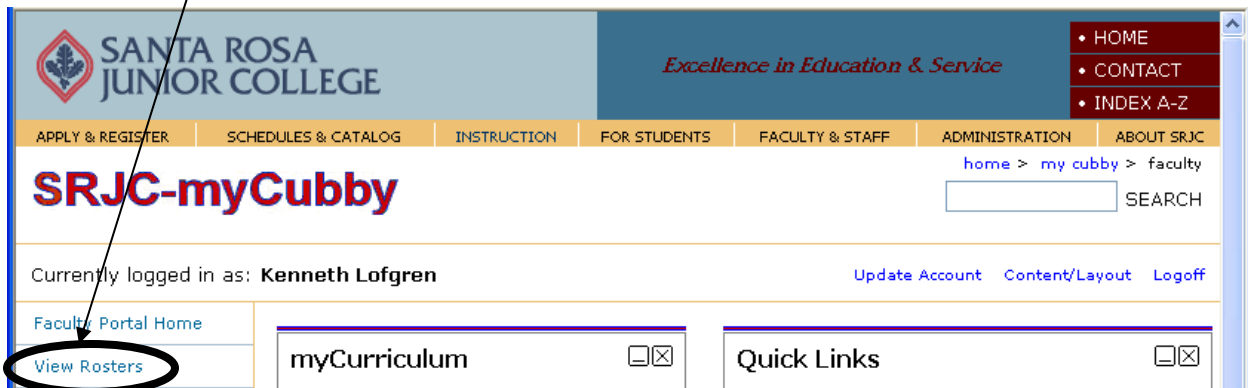 SANTA ROSA
JUNIOR COLLEGE
Excellence in Education & Service
• HOME
• CONTACT
• INDEX A-Z
APPLY & REGISTER SCHEDULES & CATALOG INSTRUCTION FOR STUDENTS FACULTY & STAFF ADMINISTRATION ABOUT SRJC
home > my cubby > faculty
SRJC-myCubby
SEARCH
Currently logged in as: Kenneth Lofgren
Update Account Content/Layout Logoff
Faculty Portal Home
View Rosters
myCurriculum
Quick Links